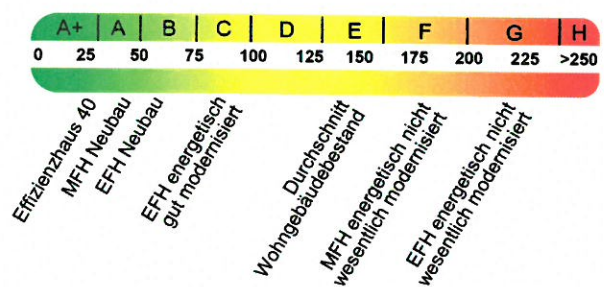 A+ A B C D E F G H
0 25 50 75 100 125 150 175 200 225 >250
Effizienzhaus 40
MFH Neubau
EFH Neubau
EFH energetisch
gut modernisiert
Durchschnitt
Wohngebäudebestand
MFH energetisch nicht
wesentlich modernisiert
EFH energetisch nicht
wesentlich modernisiert